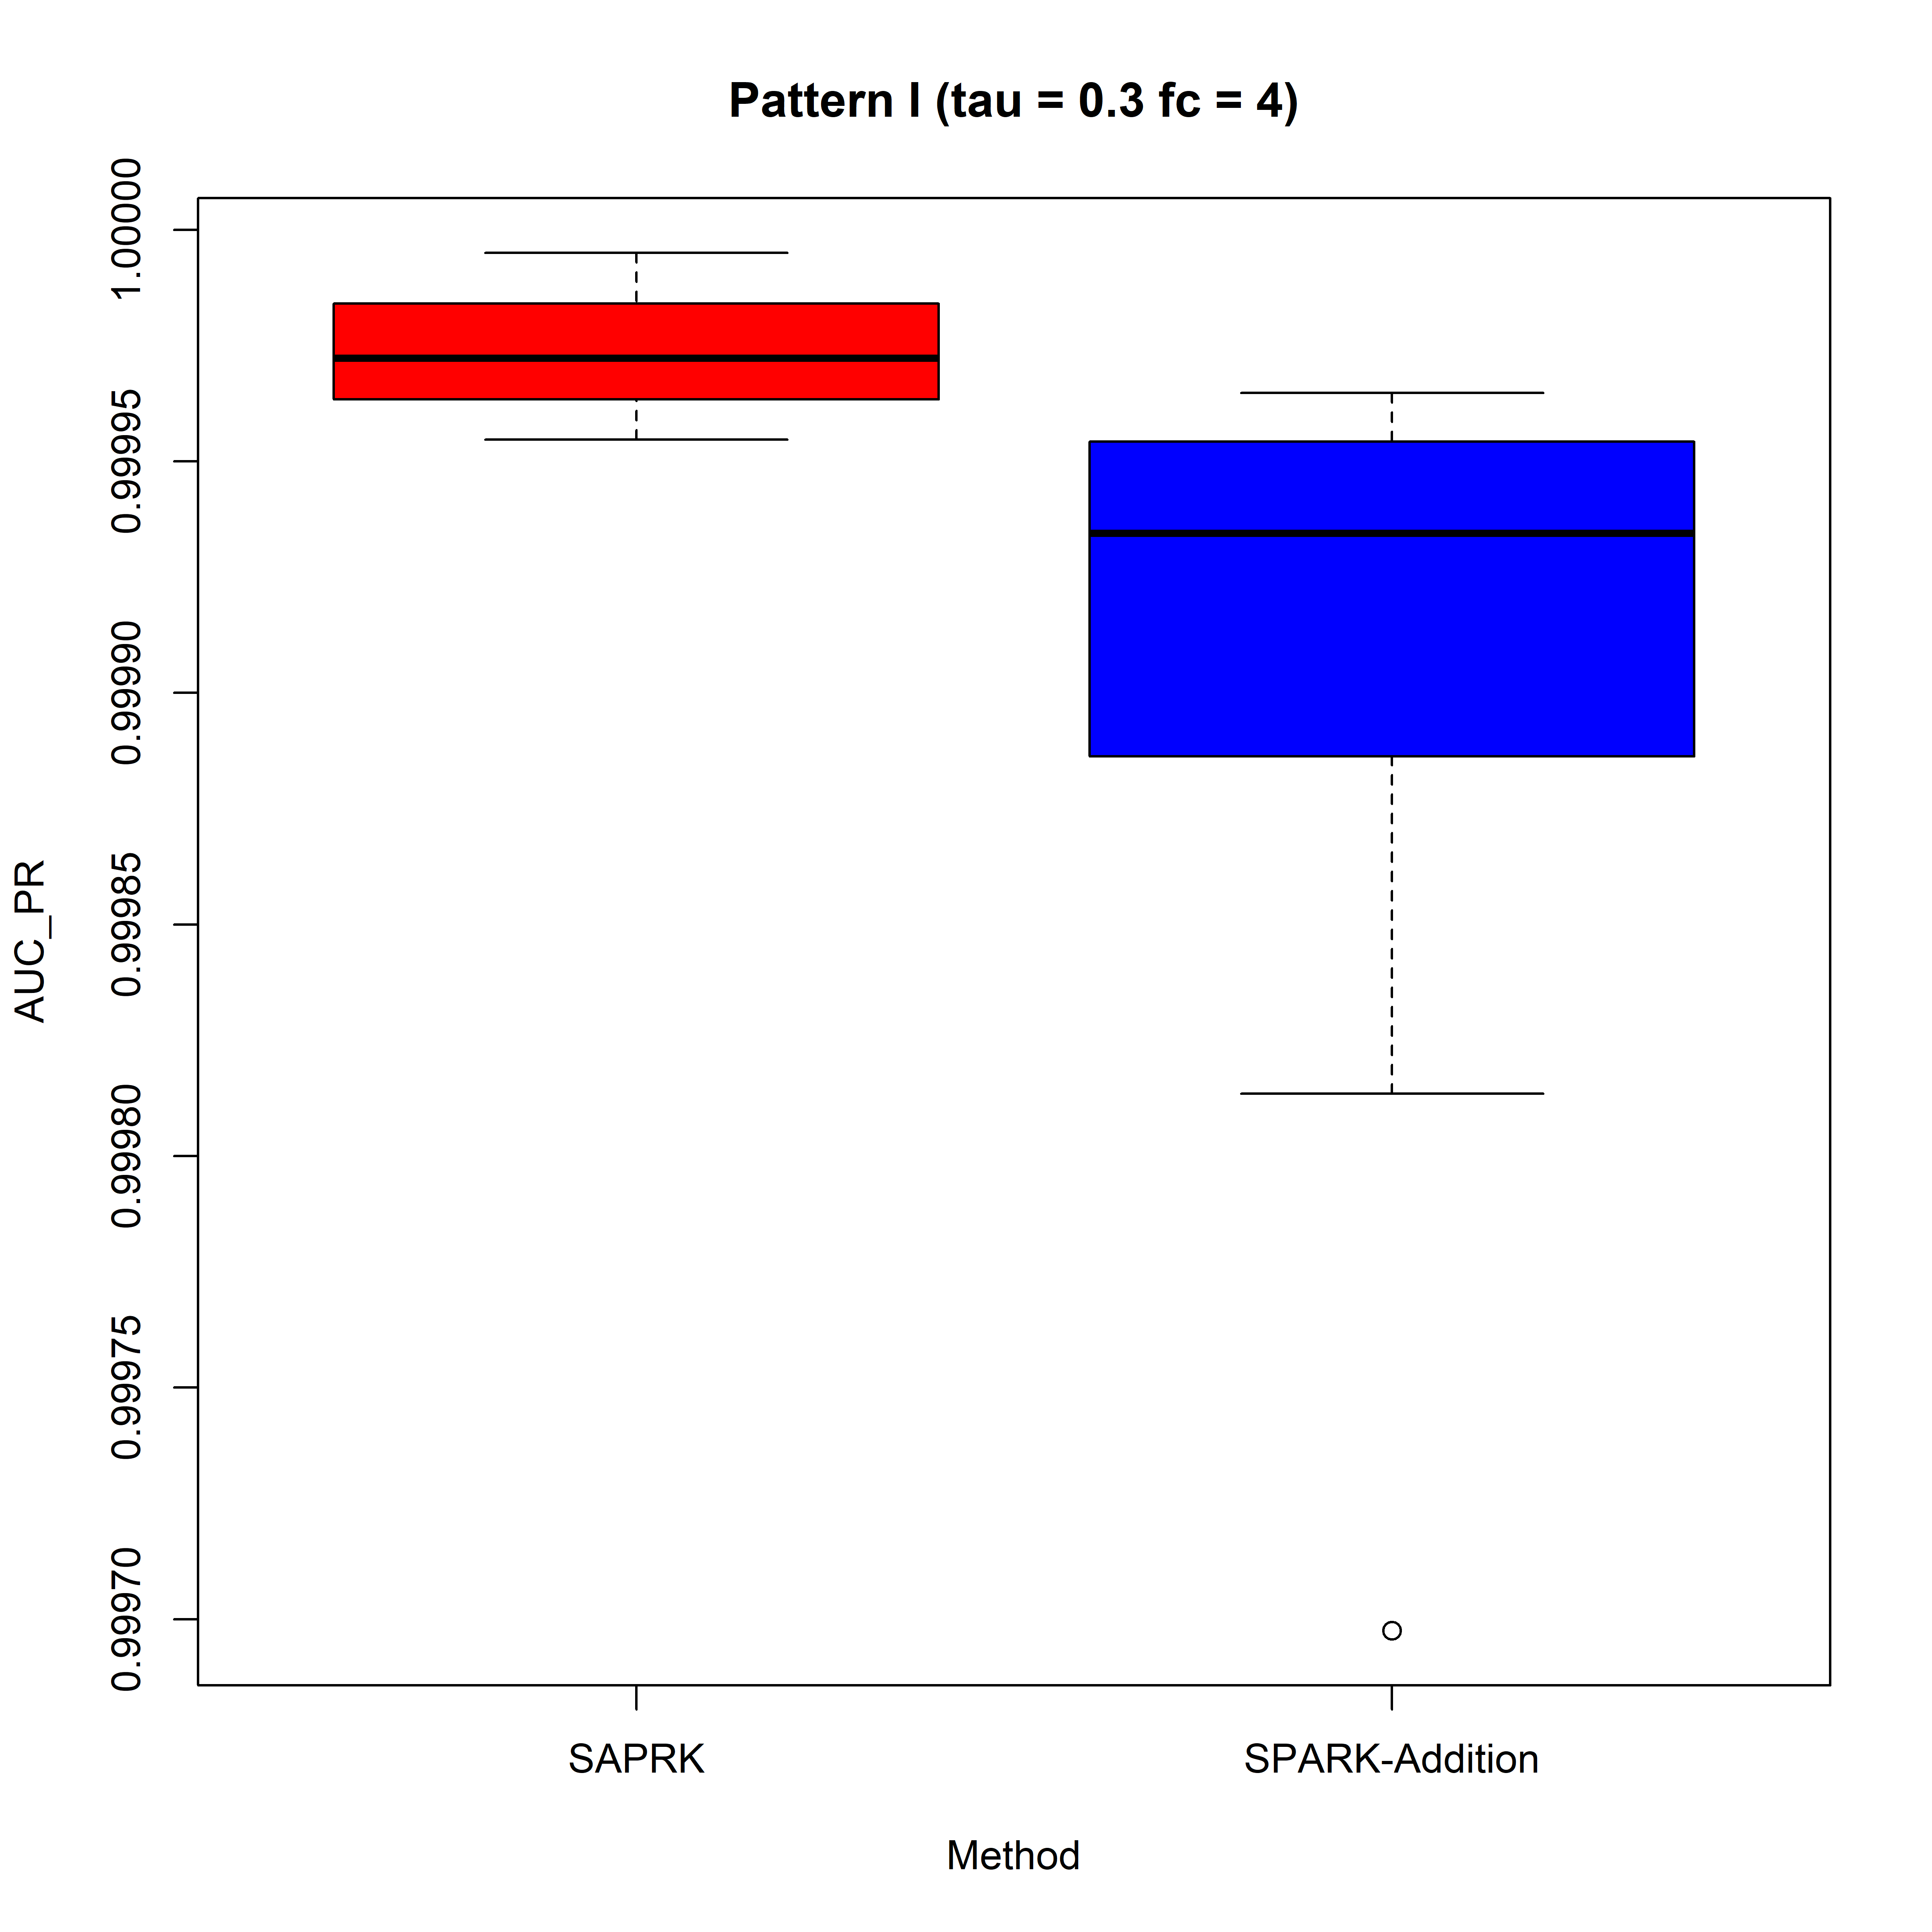 Pattern I (tau = 0.3 fc = 4)
1.00000
0.99995
0.99990
0.99985
0.99980
0.99975
0.99970
AUC_PR
SAPRK
SPARK-Addition
Method